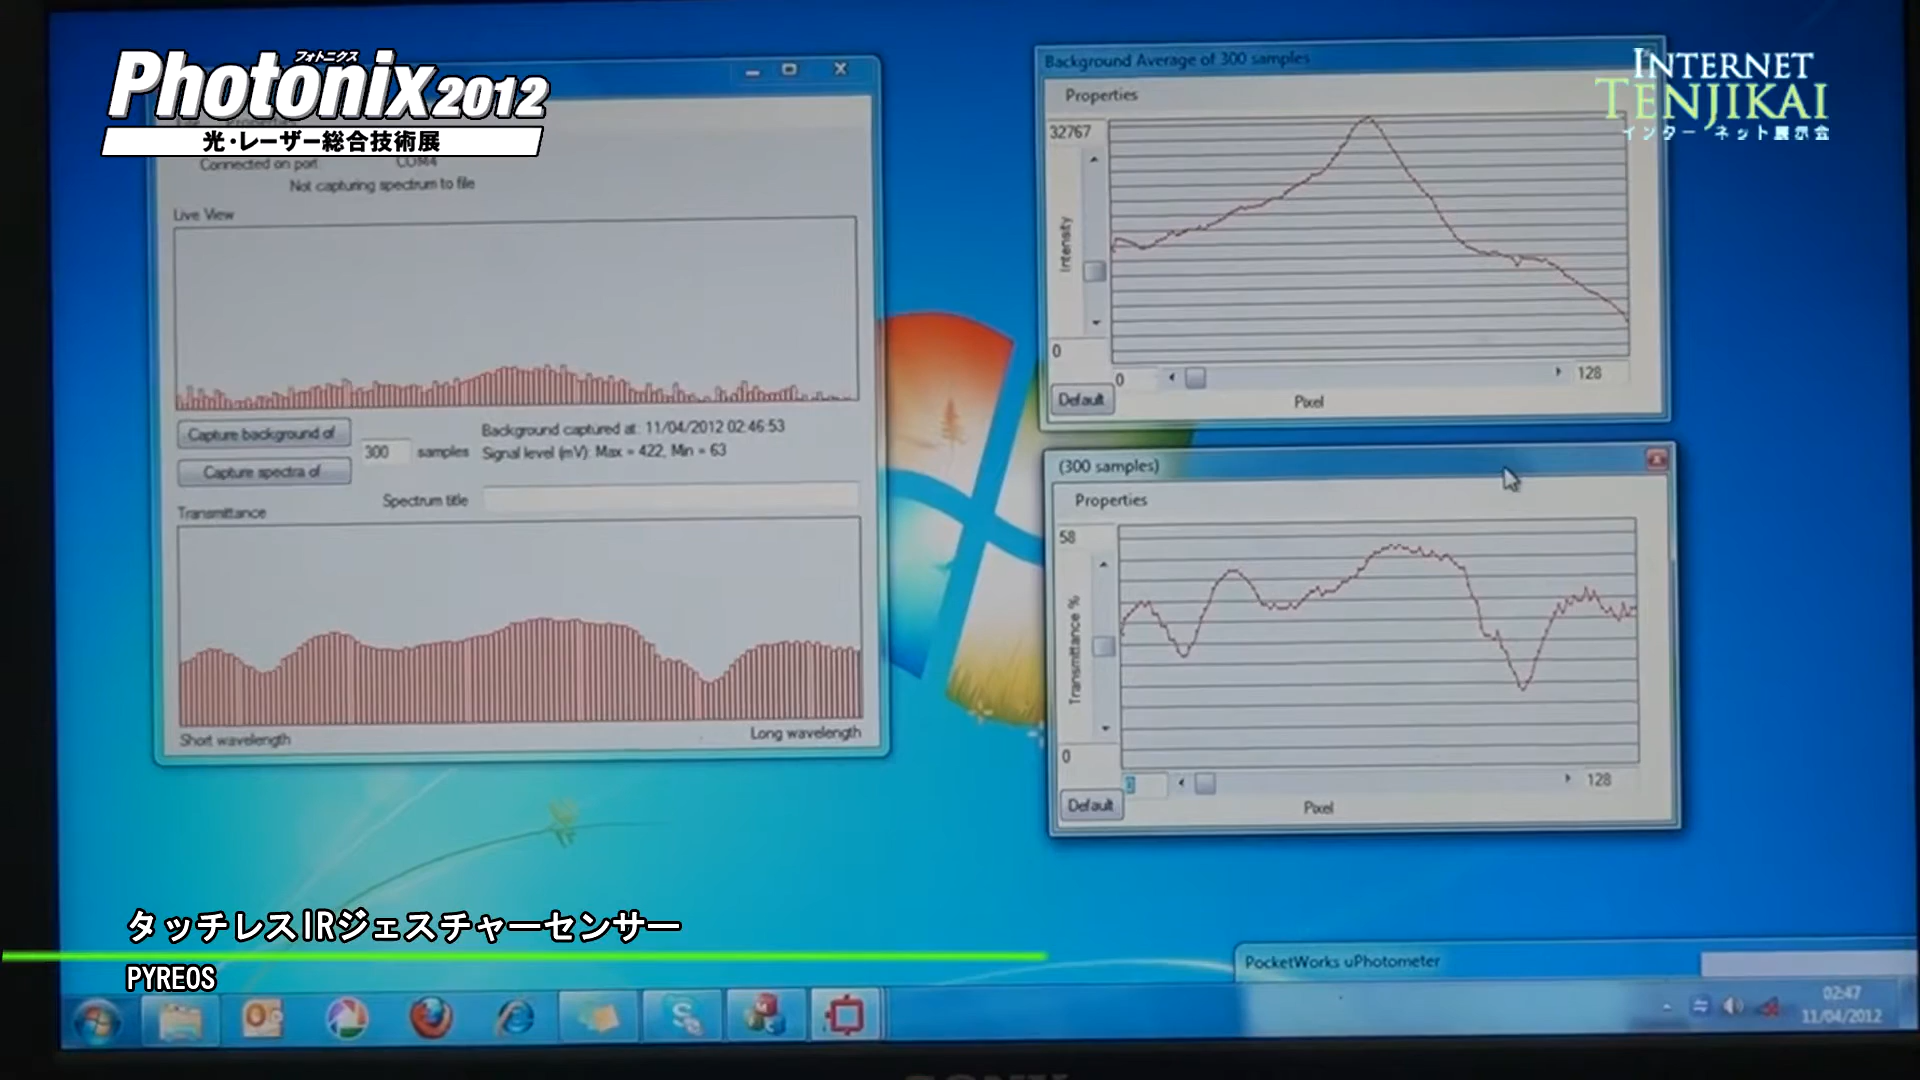 フォトニクス
Photonix2012
光・レーザー総合技術展
INTERNET
TENJIKAI
インターネット展示会
Connected on port COM4
Not capturing spectrum to file
Live View
Capture background of
300 samples
Capture spectra of
Background captured at: 11/04/2012 02:46:53
Signal level (mV): Max = 422, Min = 63
Spectrum title
Transmittance
Short wavelength
Long wavelength
Background Average of 300 samples
Properties
32767
Intensity
0
0
128
Default
Pixel
(300 samples)
Properties
58
Transmittance %
0
0
128
Default
Pixel
タッチレスIRジェスチャーセンサー
PYREOS
PocketWorks uPhotometer
02:47
11/04/2012